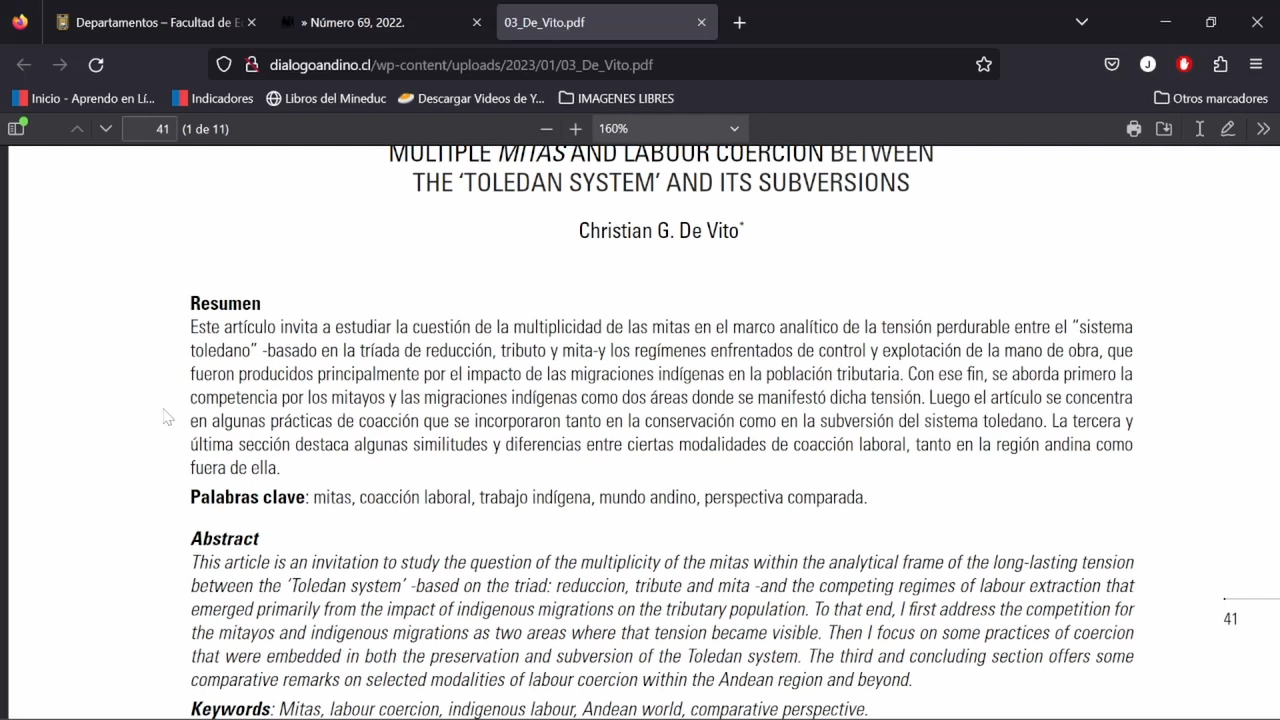 Departamentos – Facultad de E
» Número 69, 2022.
03_De_Vito.pdf
dialogoandino.cl/wp-content/uploads/2023/01/03_De_Vito.pdf
J
Inicio - Aprendo en Lí...
Indicadores
Libros del Mineduc
Descargar Videos de Y...
IMAGENES LIBRES
Otros marcadores
41 (1 de 11)
160%
MULTIPLE MITAS AND LABOUR COERCION BETWEEN
THE ‘TOLEDAN SYSTEM’ AND ITS SUBVERSIONS
Christian G. De Vito*
Resumen
Este artículo invita a estudiar la cuestión de la multiplicidad de las mitas en el marco analítico de la tensión perdurable entre el “sistema
toledano” -basado en la tríada de reducción, tributo y mita-y los regímenes enfrentados de control y explotación de la mano de obra, que
fueron producidos principalmente por el impacto de las migraciones indígenas en la población tributaria. Con ese fin, se aborda primero la
competencia por los mitayos y las migraciones indígenas como dos áreas donde se manifestó dicha tensión. Luego el artículo se concentra
en algunas prácticas de coacción que se incorporaron tanto en la conservación como en la subversión del sistema toledano. La tercera y
última sección destaca algunas similitudes y diferencias entre ciertas modalidades de coacción laboral, tanto en la región andina como
fuera de ella.
Palabras clave: mitas, coacción laboral, trabajo indígena, mundo andino, perspectiva comparada.
Abstract
This article is an invitation to study the question of the multiplicity of the mitas within the analytical frame of the long-lasting tension
between the ‘Toledan system’ -based on the triad: reduccion, tribute and mita -and the competing regimes of labour extraction that
emerged primarily from the impact of indigenous migrations on the tributary population. To that end, I first address the competition for
the mitayos and indigenous migrations as two areas where that tension became visible. Then I focus on some practices of coercion
that were embedded in both the preservation and subversion of the Toledan system. The third and concluding section offers some
comparative remarks on selected modalities of labour coercion within the Andean region and beyond.
Keywords: Mitas, labour coercion, indigenous labour, Andean world, comparative perspective.
41